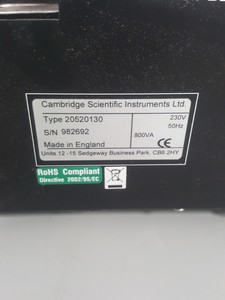 Cambridge Scientific Instruments Ltd.
Type 20520130 230V
50Hz
S/N 982692 800VA
Made in England CE
Units 12 -15 Sedgeway Business Park. CB6 2HY
RoHS Compliant
Directive 2002/95/EC